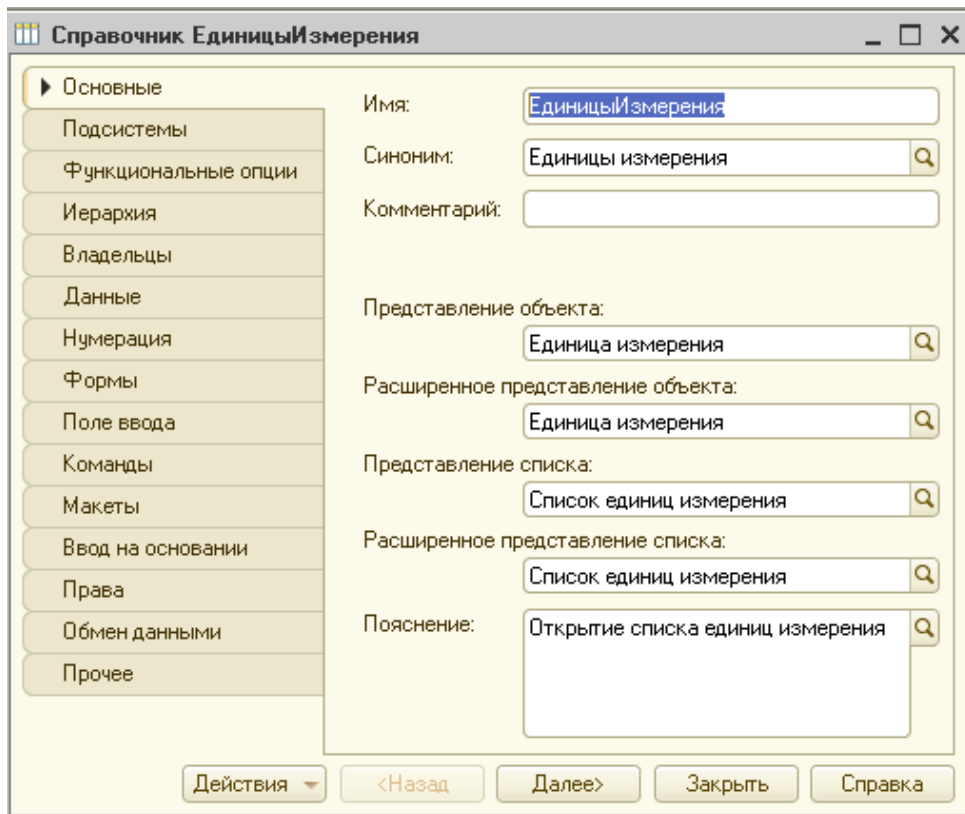 Справочник ЕдиницыИзмерения
Основные
Подсистемы
Функциональные опции
Иерархия
Владельцы
Данные
Нумерация
Формы
Поле ввода
Команды
Макеты
Ввод на основании
Права
Обмен данными
Прочее
Имя: ЕдиницыИзмерения
Синоним: Единицы измерения
Комментарий:
Представление объекта:
Единица измерения
Расширенное представление объекта:
Единица измерения
Представление списка:
Список единиц измерения
Расширенное представление списка:
Список единиц измерения
Пояснение: Открытие списка единиц измерения
Действия <Назад Далее> Закрыть Справка